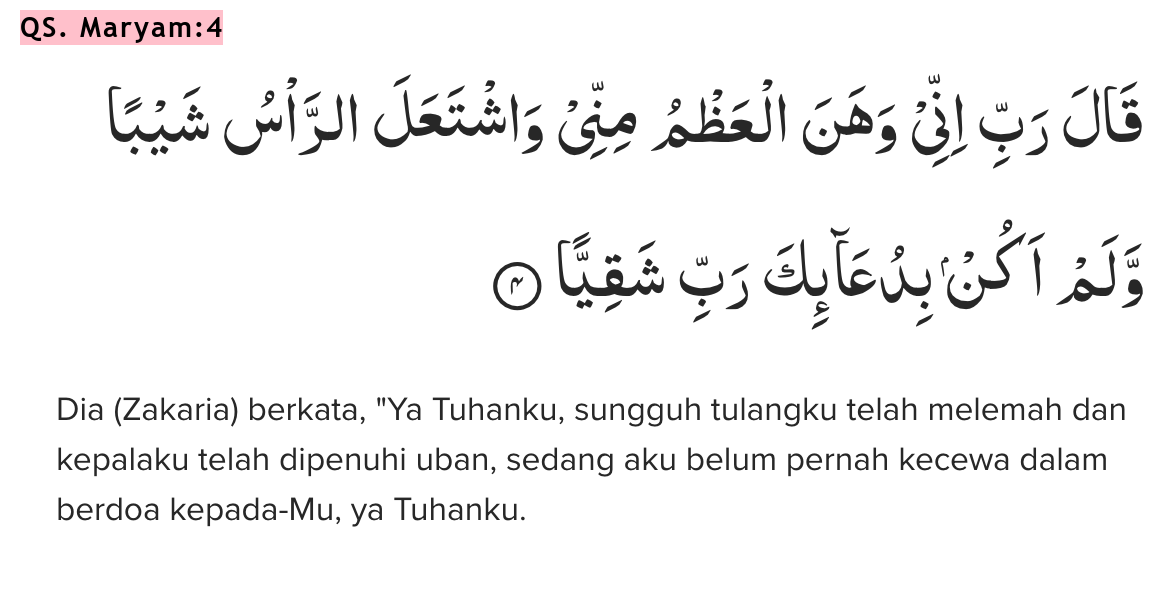 QS. Maryam:4
قَالَ رَبِّ اِنِّيْ وَهَنَ الْعَظْمُ مِنِّيْ وَاشْتَعَلَ الرَّأْسُ شَيْبًا
وَّلَمْ اَكُنْۢ بِدُعَاۤىِٕكَ رَبِّ شَقِيًّا ۴
Dia (Zakaria) berkata, "Ya Tuhanku, sungguh tulangku telah melemah dan
kepalaku telah dipenuhi uban, sedang aku belum pernah kecewa dalam
berdoa kepada-Mu, ya Tuhanku.